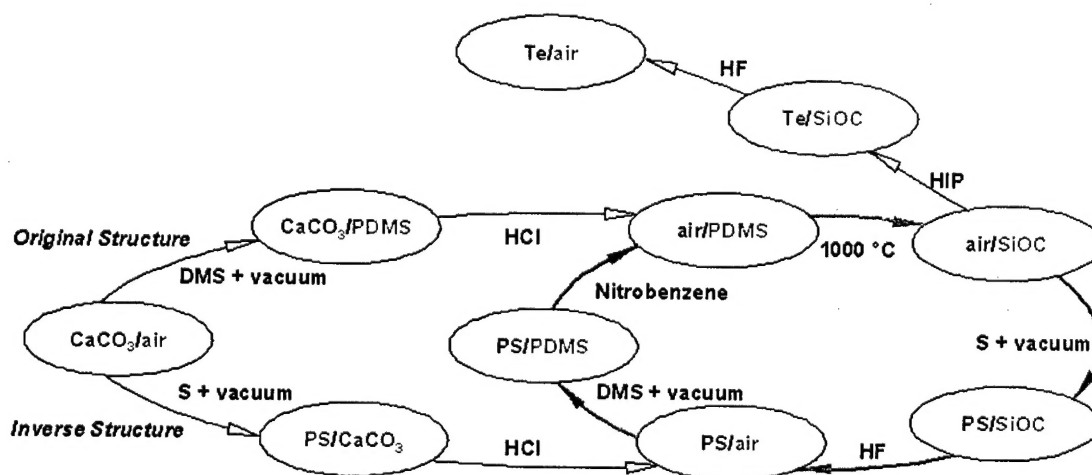 Te/air
HF
Te/SiOC
HIP
CaCO₃/PDMS
air/PDMS
Original Structure
HCl
1000 °C
air/SiOC
DMS + vacuum
Nitrobenzene
CaCO₃/air
PS/PDMS
S + vacuum
S + vacuum
DMS + vacuum
Inverse Structure
PS/CaCO₃
HCl
PS/air
HF
PS/SiOC